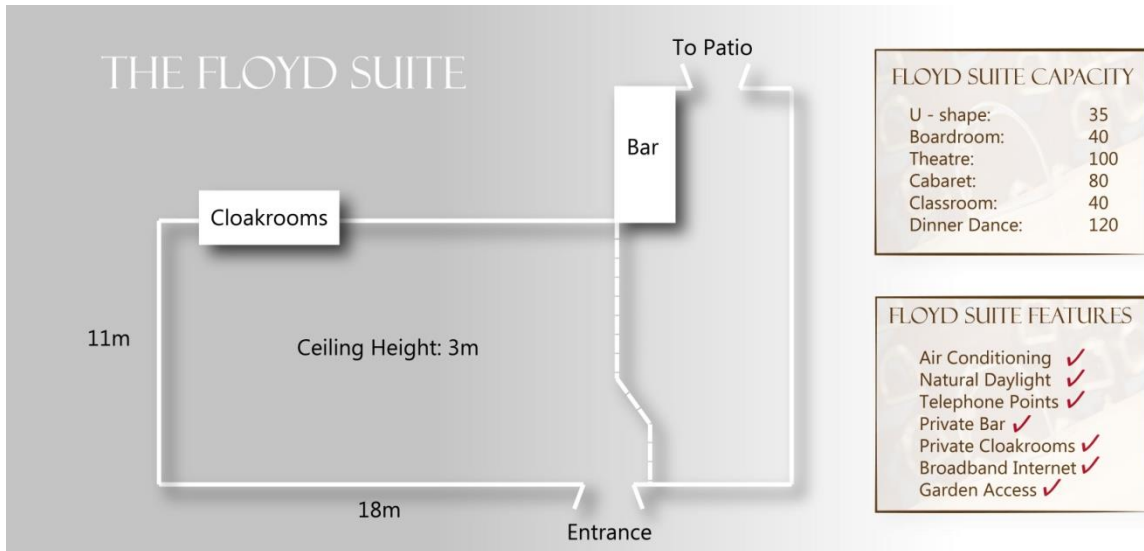 THE FLOYD SUITE
To Patio
Bar
Cloakrooms
11m
Ceiling Height: 3m
18m
Entrance
FLOYD SUITE CAPACITY
U - shape: 35
Boardroom: 40
Theatre: 100
Cabaret: 80
Classroom: 40
Dinner Dance: 120
FLOYD SUITE FEATURES
Air Conditioning ✓
Natural Daylight ✓
Telephone Points ✓
Private Bar ✓
Private Cloakrooms ✓
Broadband Internet ✓
Garden Access ✓